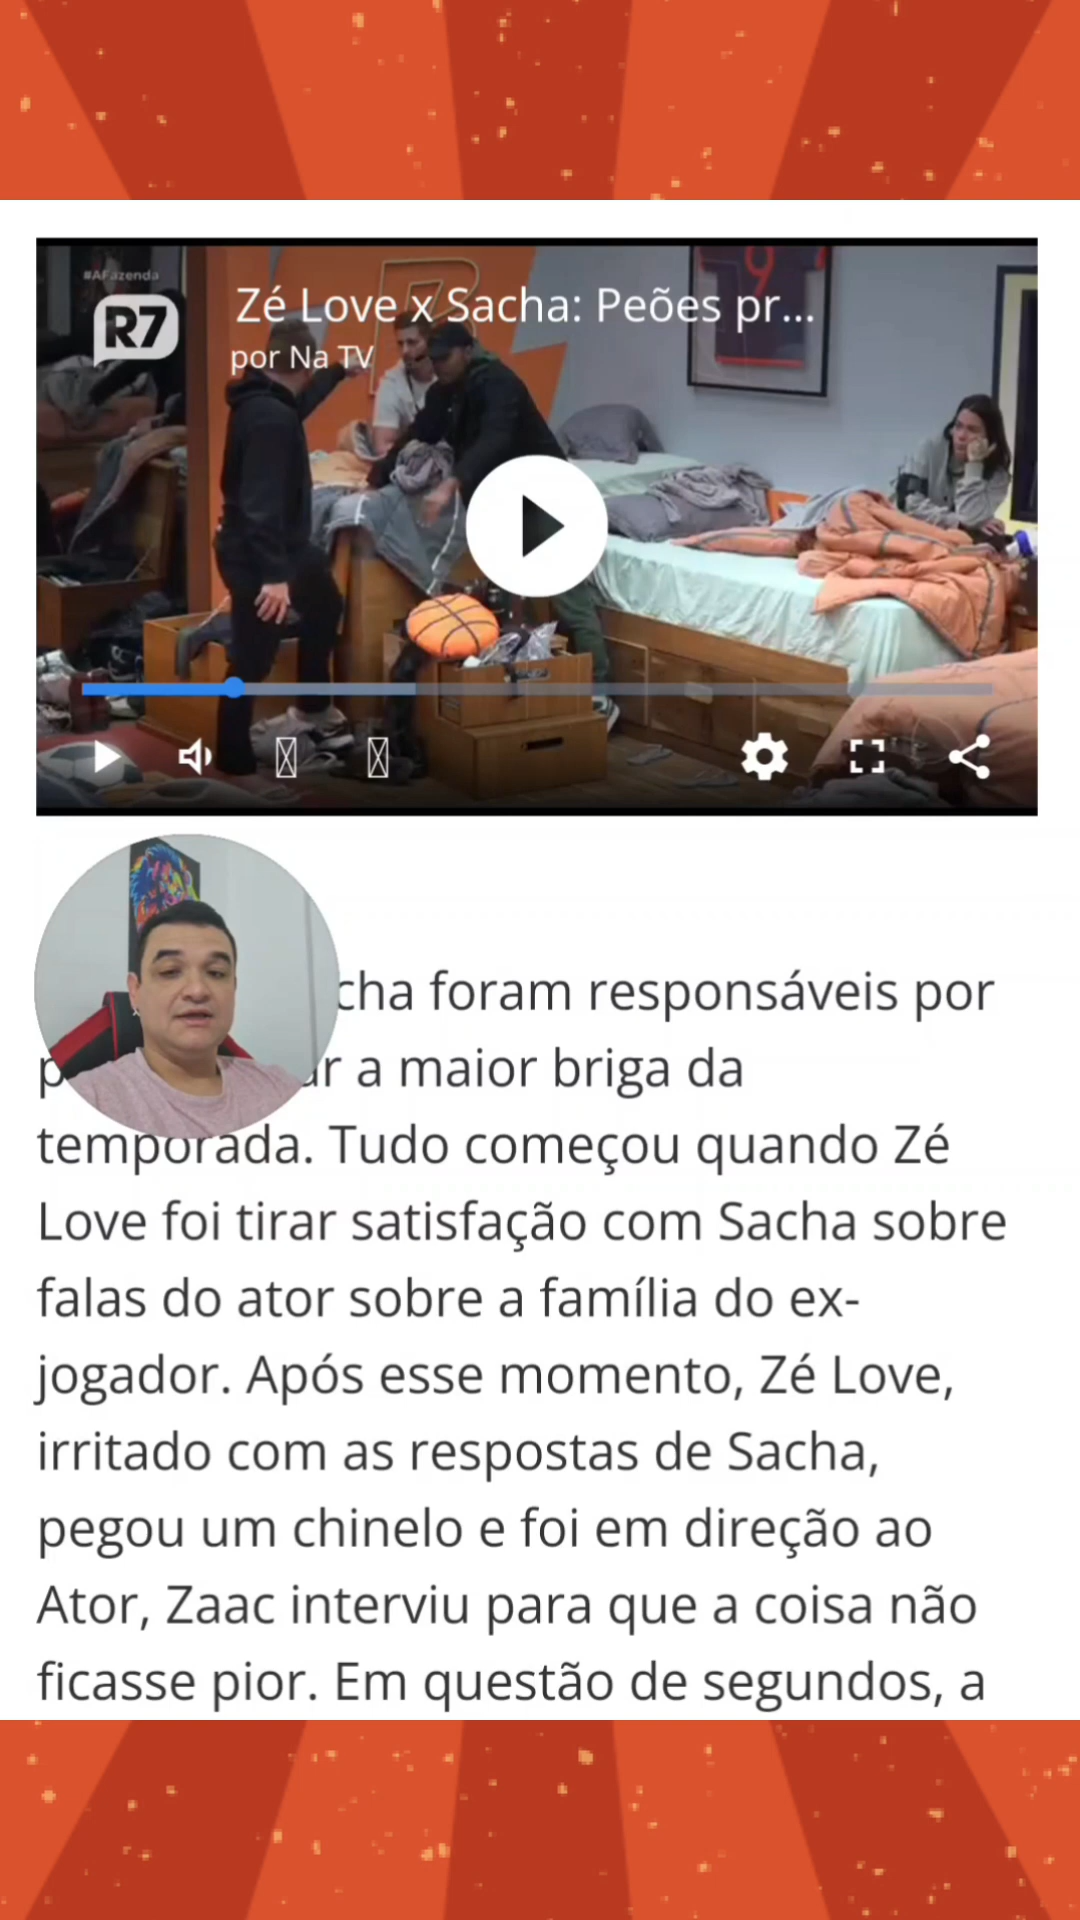 #AFazenda
R7
Zé Love x Sacha: Peões pr...
por Na TV
9
cha foram responsáveis por
p
r a maior briga da
temporada. Tudo começou quando Zé
Love foi tirar satisfação com Sacha sobre
falas do ator sobre a família do ex-
jogador. Após esse momento, Zé Love,
irritado com as respostas de Sacha,
pegou um chinelo e foi em direção ao
Ator, Zaac interviu para que a coisa não
ficasse pior. Em questão de segundos, a